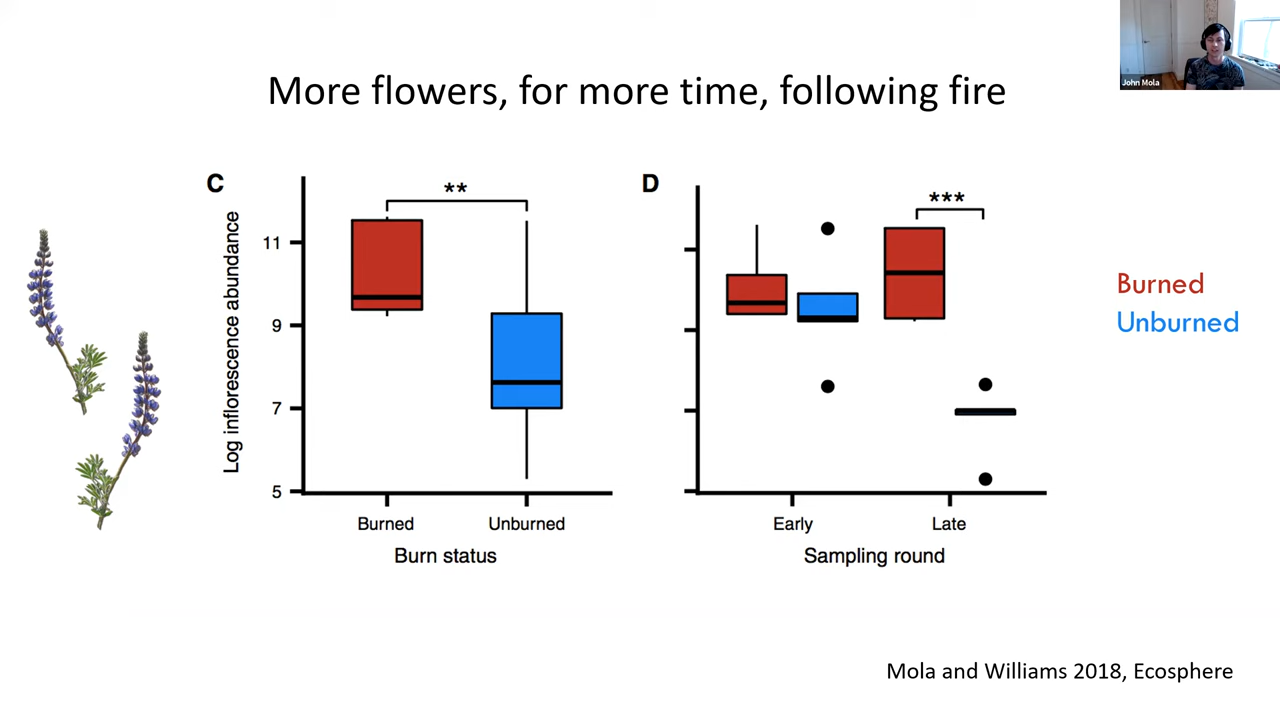 John Mola
More flowers, for more time, following fire
C
**
Log inflorescence abundance
11
9
7
5
Burned
Unburned
Burn status
D
***
Early
Late
Sampling round
Burned
Unburned
Mola and Williams 2018, Ecosphere